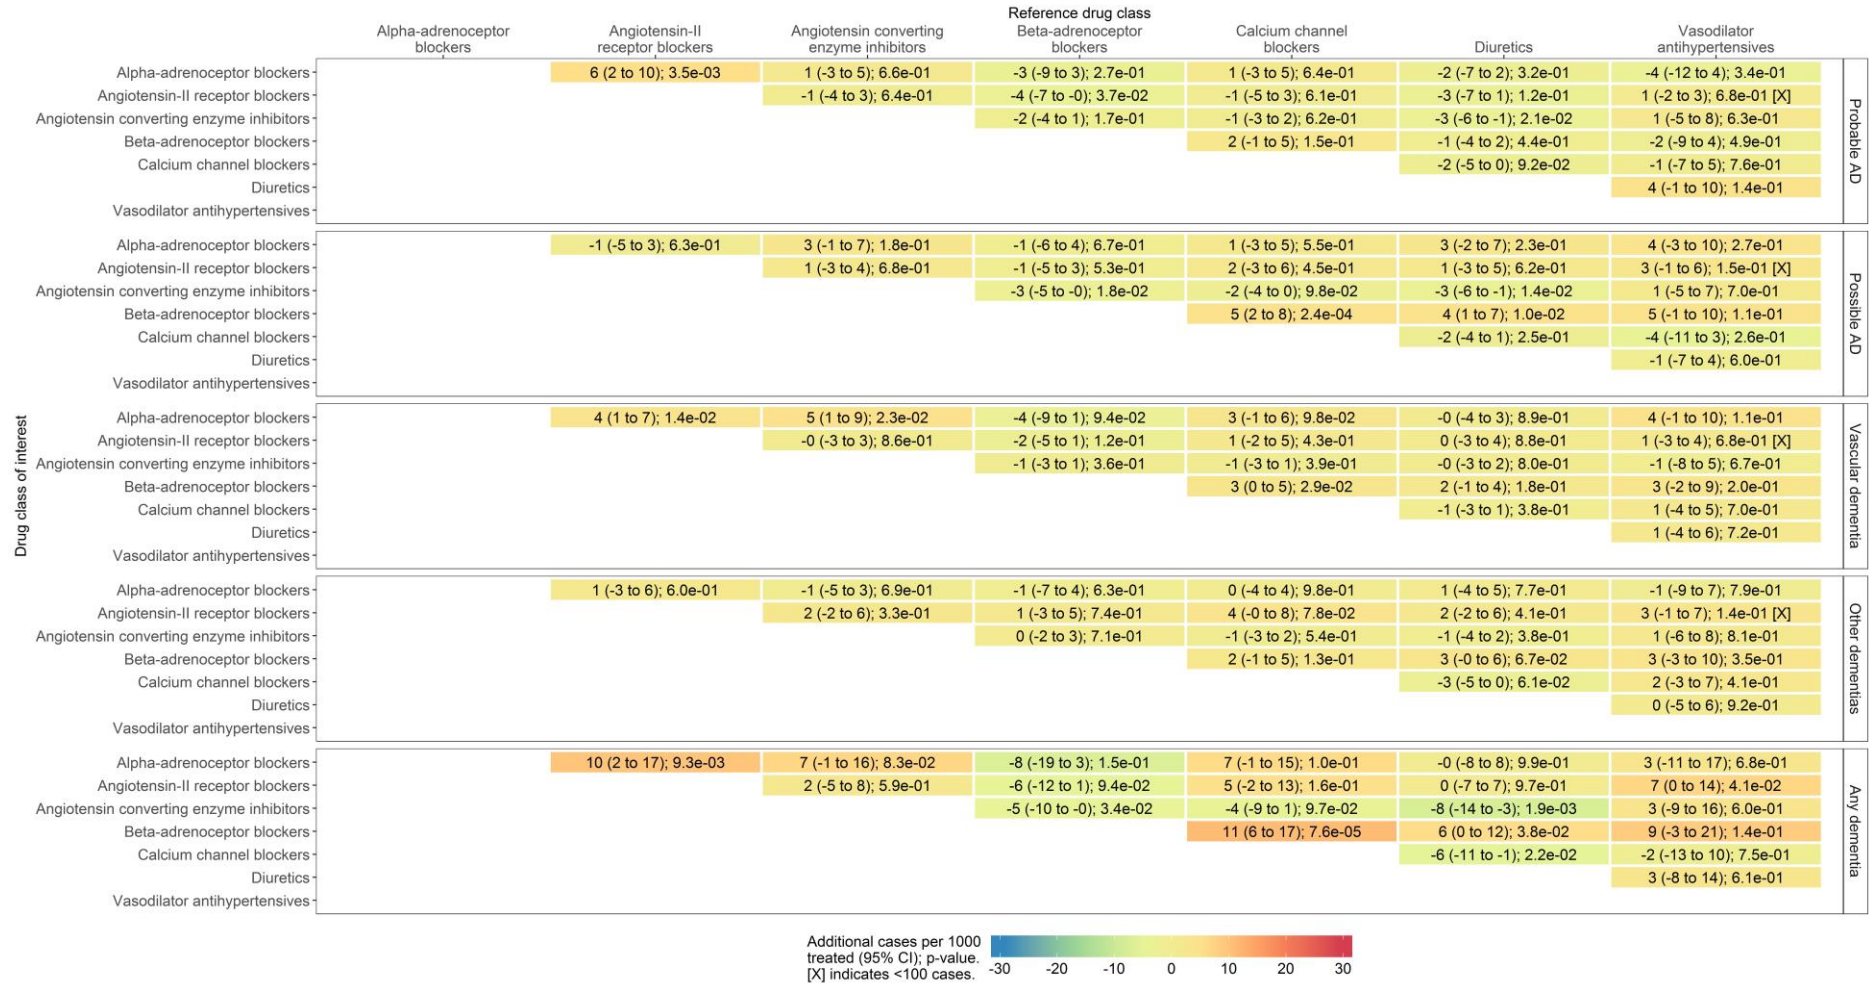 Reference drug class
Alpha-adrenoceptor blockers
Angiotensin-II receptor blockers
Angiotensin converting enzyme inhibitors
Beta-adrenoceptor blockers
Calcium channel blockers
Diuretics
Vasodilator antihypertensives
Drug class of interest
Probable AD
Alpha-adrenoceptor blockers 6 (2 to 10); 3.5e-03 1 (-3 to 5); 6.6e-01 -3 (-9 to 3); 2.7e-01 1 (-3 to 5); 6.4e-01 -2 (-7 to 2); 3.2e-01 -4 (-12 to 4); 3.4e-01
Angiotensin-II receptor blockers -1 (-4 to 3); 6.4e-01 -4 (-7 to -0); 3.7e-02 -1 (-5 to 3); 6.1e-01 -3 (-7 to 1); 1.2e-01 1 (-2 to 3); 6.8e-01 [X]
Angiotensin converting enzyme inhibitors -2 (-4 to 1); 1.7e-01 -1 (-3 to 2); 6.2e-01 -3 (-6 to -1); 2.1e-02 1 (-5 to 8); 6.3e-01
Beta-adrenoceptor blockers 2 (-1 to 5); 1.5e-01 -1 (-4 to 2); 4.4e-01 -2 (-9 to 4); 4.9e-01
Calcium channel blockers -2 (-5 to 0); 9.2e-02 -1 (-7 to 5); 7.6e-01
Diuretics 4 (-1 to 10); 1.4e-01
Vasodilator antihypertensives
Possible AD
Alpha-adrenoceptor blockers -1 (-5 to 3); 6.3e-01 3 (-1 to 7); 1.8e-01 -1 (-6 to 4); 6.7e-01 1 (-3 to 5); 5.5e-01 3 (-2 to 7); 2.3e-01 4 (-3 to 10); 2.7e-01
Angiotensin-II receptor blockers 1 (-3 to 4); 6.8e-01 -1 (-5 to 3); 5.3e-01 2 (-3 to 6); 4.5e-01 1 (-3 to 5); 6.2e-01 3 (-1 to 6); 1.5e-01 [X]
Angiotensin converting enzyme inhibitors -3 (-5 to -0); 1.8e-02 -2 (-4 to 0); 9.8e-02 -3 (-6 to -1); 1.4e-02 1 (-5 to 7); 7.0e-01
Beta-adrenoceptor blockers 5 (2 to 8); 2.4e-04 4 (1 to 7); 1.0e-02 5 (-1 to 10); 1.1e-01
Calcium channel blockers -2 (-4 to 1); 2.5e-01 -4 (-11 to 3); 2.6e-01
Diuretics -1 (-7 to 4); 6.0e-01
Vasodilator antihypertensives
Vascular dementia
Alpha-adrenoceptor blockers 4 (1 to 7); 1.4e-02 5 (1 to 9); 2.3e-02 -4 (-9 to 1); 9.4e-02 3 (-1 to 6); 9.8e-02 -0 (-4 to 3); 8.9e-01 4 (-1 to 10); 1.1e-01
Angiotensin-II receptor blockers -0 (-3 to 3); 8.6e-01 -2 (-5 to 1); 1.2e-01 1 (-2 to 5); 4.3e-01 0 (-3 to 4); 8.8e-01 1 (-3 to 4); 6.8e-01 [X]
Angiotensin converting enzyme inhibitors -1 (-3 to 1); 3.6e-01 -1 (-3 to 1); 3.9e-01 -0 (-3 to 2); 8.0e-01 -1 (-8 to 5); 6.7e-01
Beta-adrenoceptor blockers 3 (0 to 5); 2.9e-02 2 (-1 to 4); 1.8e-01 3 (-2 to 9); 2.0e-01
Calcium channel blockers -1 (-3 to 1); 3.8e-01 1 (-4 to 5); 7.0e-01
Diuretics 1 (-4 to 6); 7.2e-01
Vasodilator antihypertensives
Other dementias
Alpha-adrenoceptor blockers 1 (-3 to 6); 6.0e-01 -1 (-5 to 3); 6.9e-01 -1 (-7 to 4); 6.3e-01 0 (-4 to 4); 9.8e-01 1 (-4 to 5); 7.7e-01 -1 (-9 to 7); 7.9e-01
Angiotensin-II receptor blockers 2 (-2 to 6); 3.3e-01 1 (-3 to 5); 7.4e-01 4 (-0 to 8); 7.8e-02 2 (-2 to 6); 4.1e-01 3 (-1 to 7); 1.4e-01 [X]
Angiotensin converting enzyme inhibitors 0 (-2 to 3); 7.1e-01 -1 (-3 to 2); 5.4e-01 -1 (-4 to 2); 3.8e-01 1 (-6 to 8); 8.1e-01
Beta-adrenoceptor blockers 2 (-1 to 5); 1.3e-01 3 (-0 to 6); 6.7e-02 3 (-3 to 10); 3.5e-01
Calcium channel blockers -3 (-5 to 0); 6.1e-02 2 (-3 to 7); 4.1e-01
Diuretics 0 (-5 to 6); 9.2e-01
Vasodilator antihypertensives
Any dementia
Alpha-adrenoceptor blockers 10 (2 to 17); 9.3e-03 7 (-1 to 16); 8.3e-02 -8 (-19 to 3); 1.5e-01 7 (-1 to 15); 1.0e-01 -0 (-8 to 8); 9.9e-01 3 (-11 to 17); 6.8e-01
Angiotensin-II receptor blockers 2 (-5 to 8); 5.9e-01 -6 (-12 to 1); 9.4e-02 5 (-2 to 13); 1.6e-01 0 (-7 to 7); 9.7e-01 7 (0 to 14); 4.1e-02
Angiotensin converting enzyme inhibitors -5 (-10 to -0); 3.4e-02 -4 (-9 to 1); 9.7e-02 -8 (-14 to -3); 1.9e-03 3 (-9 to 16); 6.0e-01
Beta-adrenoceptor blockers 11 (6 to 17); 7.6e-05 6 (0 to 12); 3.8e-02 9 (-3 to 21); 1.4e-01
Calcium channel blockers -6 (-11 to -1); 2.2e-02 -2 (-13 to 10); 7.5e-01
Diuretics 3 (-8 to 14); 6.1e-01
Vasodilator antihypertensives
Additional cases per 1000
treated (95% CI); p-value.
[X] indicates <100 cases.
-30 -20 -10 0 10 20 30